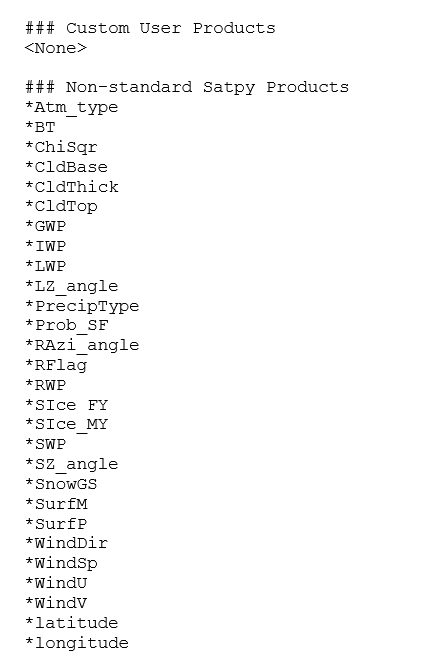 ### Custom User Products
<None>
### Non-standard Satpy Products
*Atm_type
*BT
*ChiSqr
*CldBase
*CldThick
*CldTop
*GWP
*IWP
*LWP
*LZ_angle
*PrecipType
*Prob_SF
*RAzi_angle
*RFlag
*RWP
*SIce FY
*SIce_MY
*SWP
*SZ_angle
*SnowGS
*SurfM
*SurfP
*WindDir
*WindSp
*WindU
*WindV
*latitude
*longitude